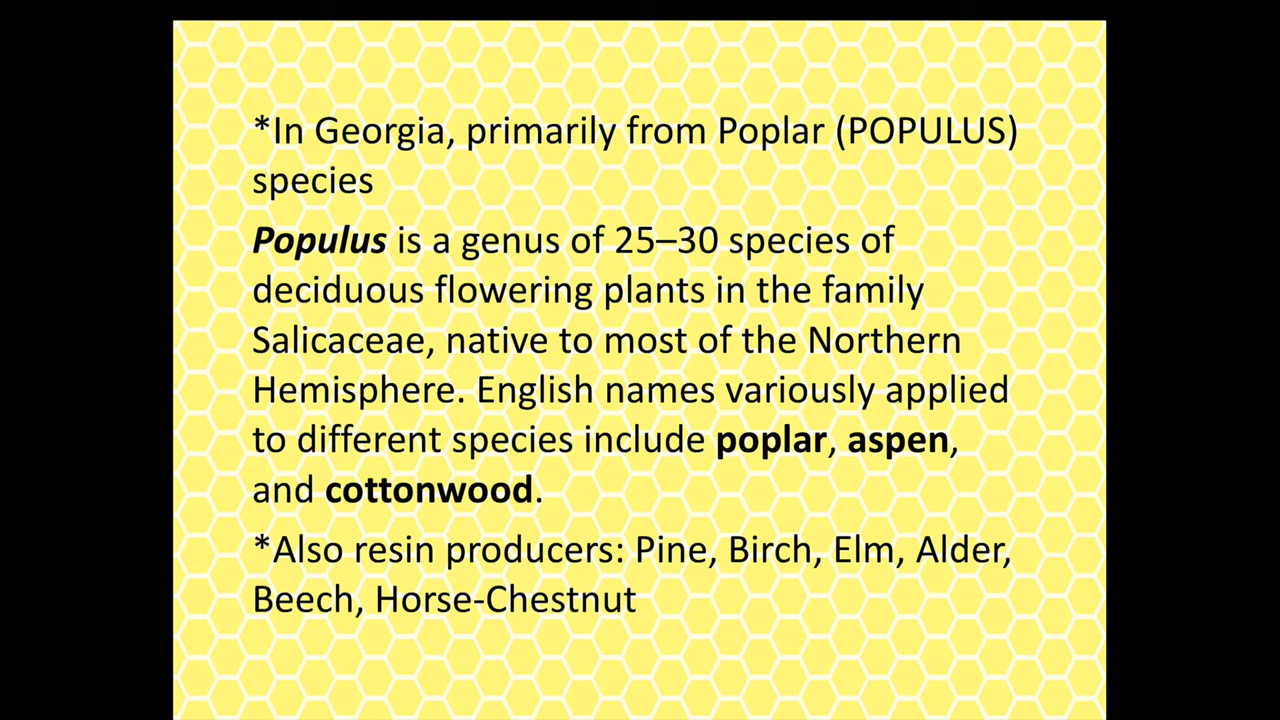 *In Georgia, primarily from Poplar (POPULUS)
species
Populus is a genus of 25–30 species of
deciduous flowering plants in the family
Salicaceae, native to most of the Northern
Hemisphere. English names variously applied
to different species include poplar, aspen,
and cottonwood.
*Also resin producers: Pine, Birch, Elm, Alder,
Beech, Horse-Chestnut